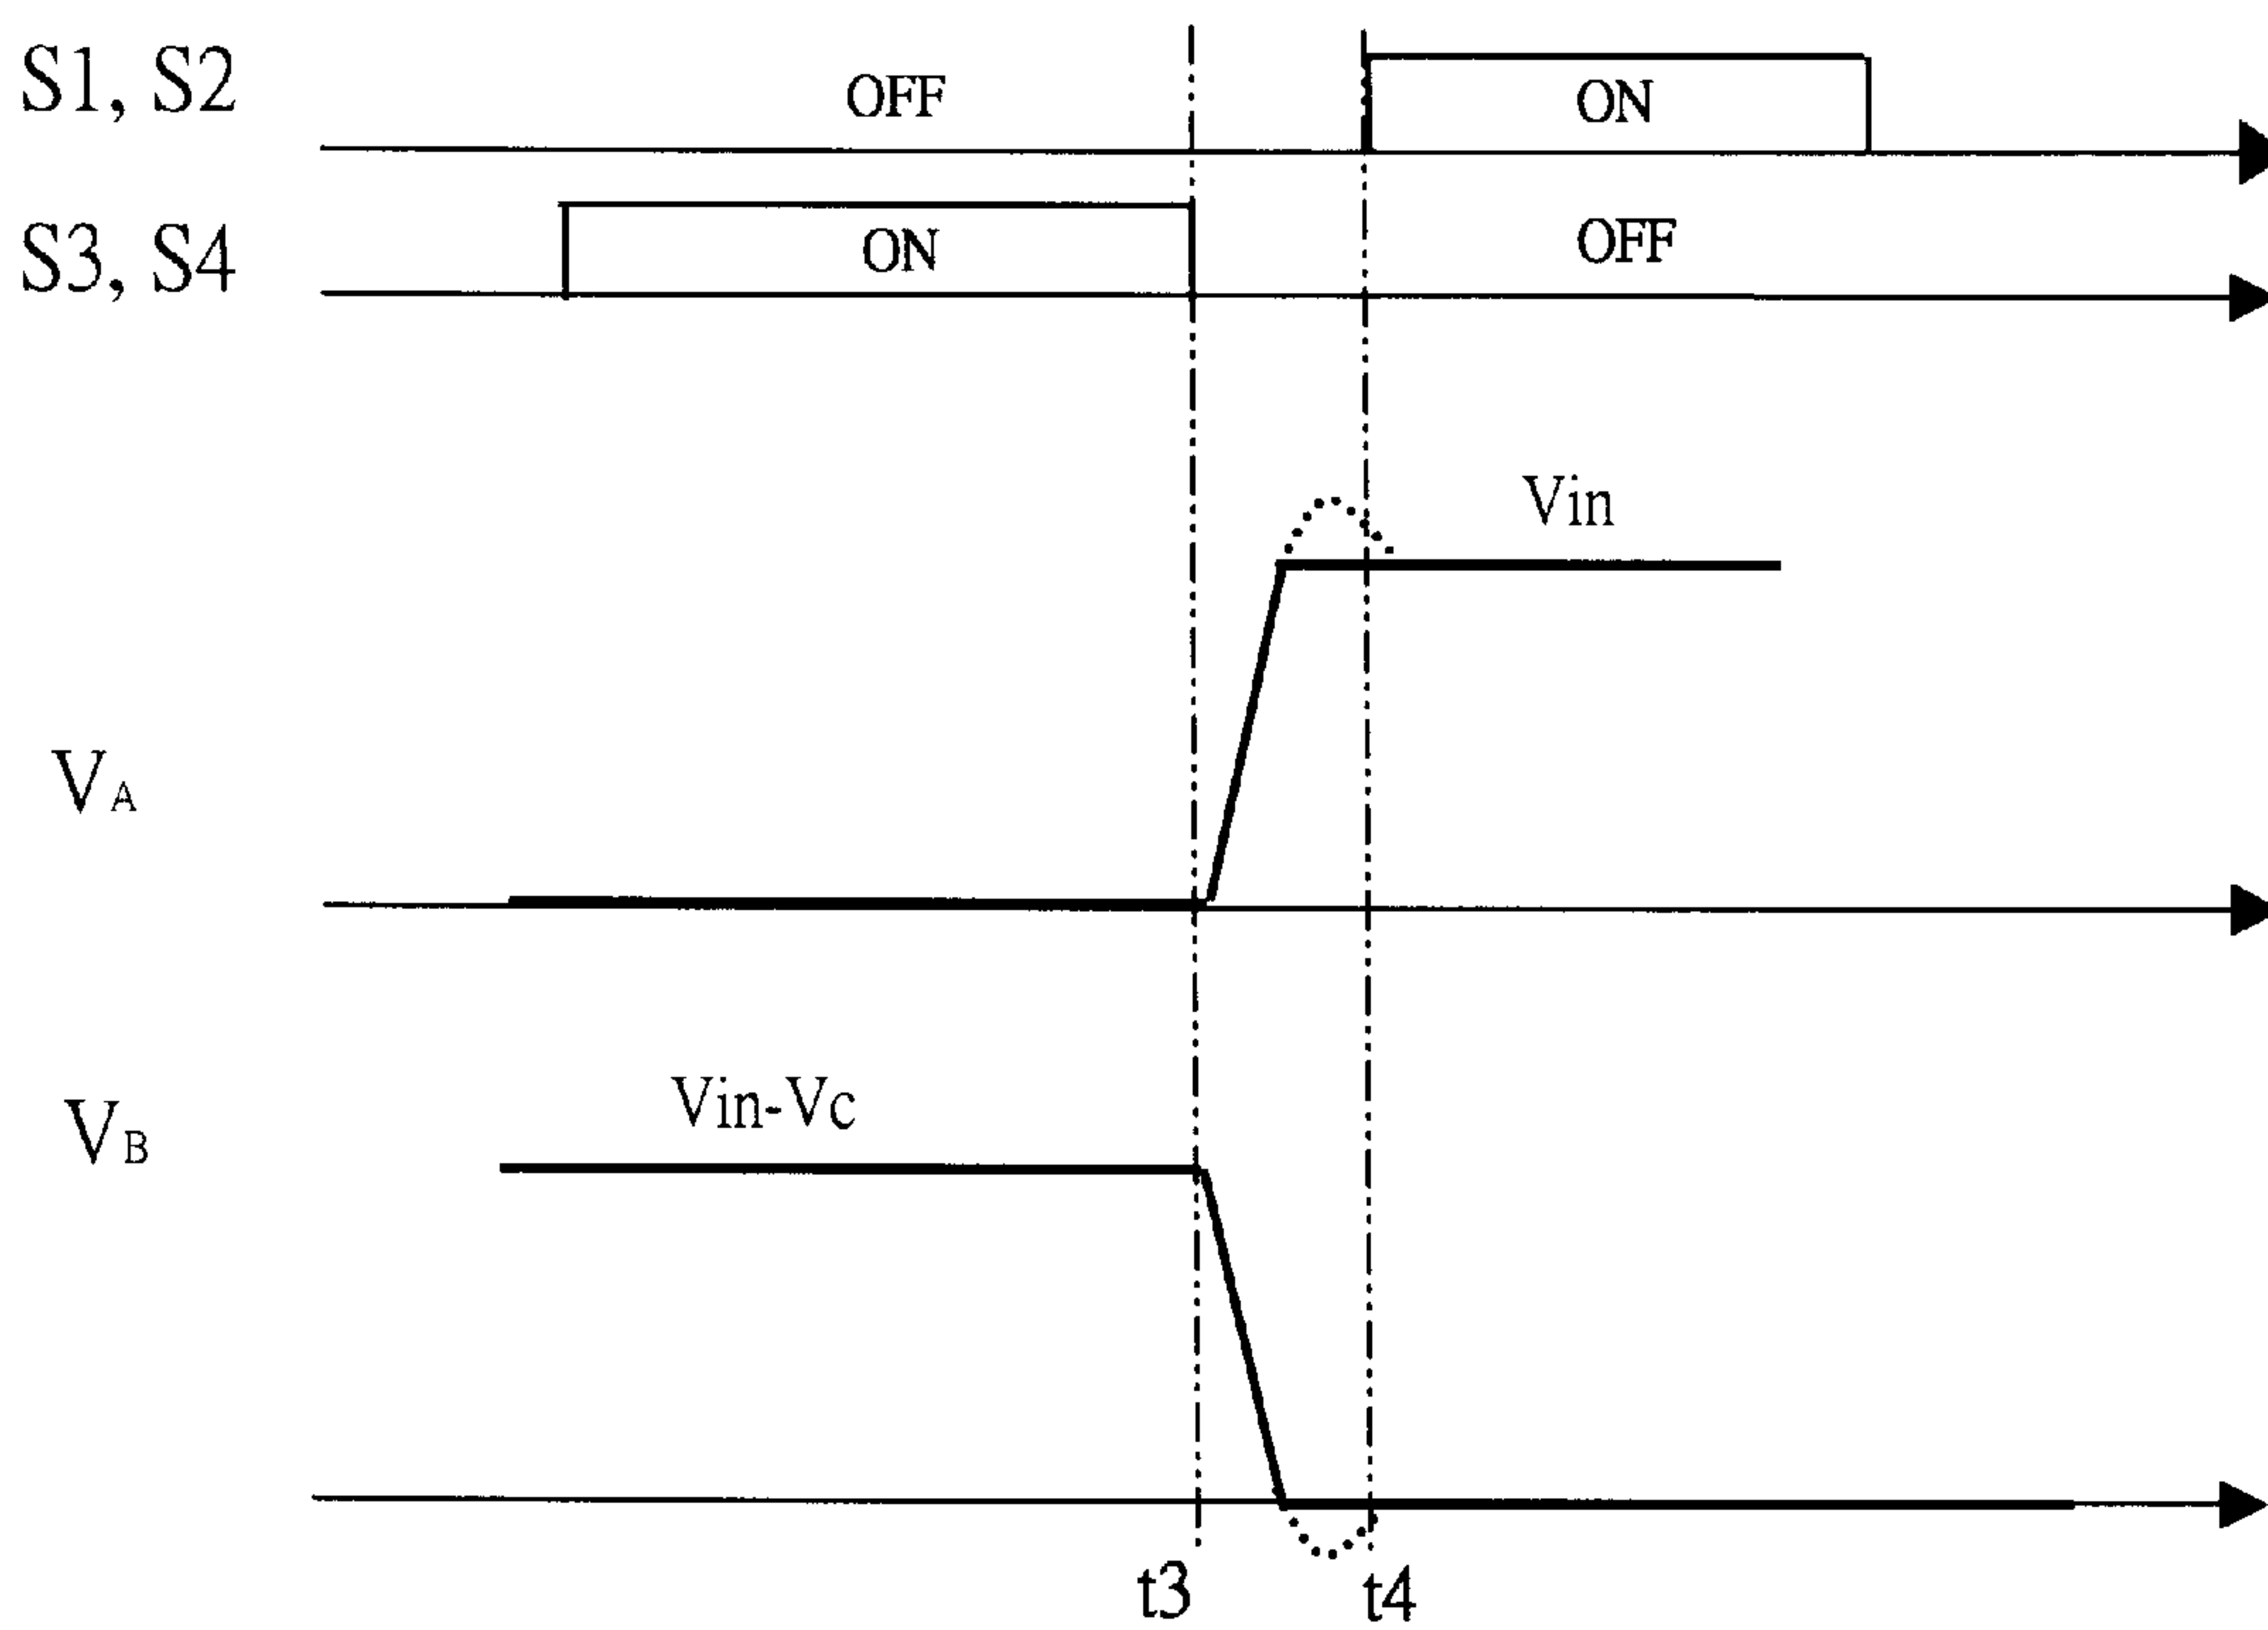 S1, S2
OFF
ON
S3, S4
ON
OFF
Vin
VA
Vin-Vc
VB
t3
t4